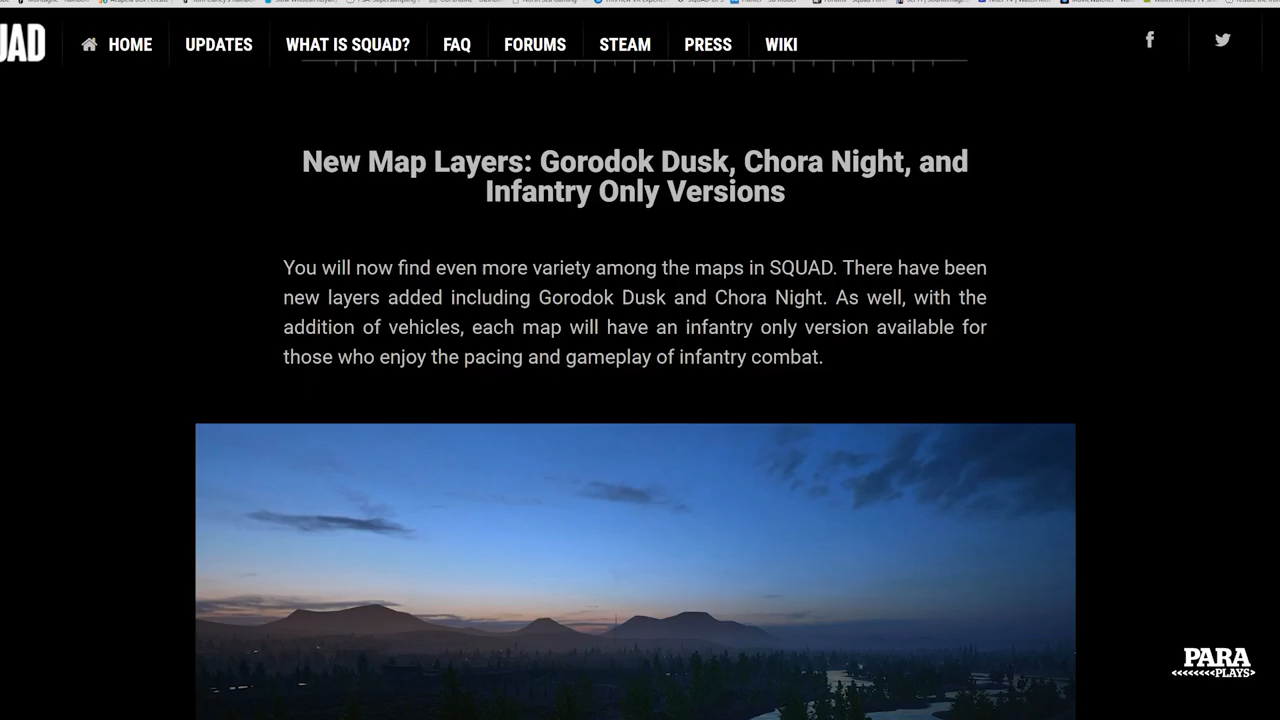 UAD HOME UPDATES WHAT IS SQUAD? FAQ FORUMS STEAM PRESS WIKI
New Map Layers: Gorodok Dusk, Chora Night, and
Infantry Only Versions
You will now find even more variety among the maps in SQUAD. There have been
new layers added including Gorodok Dusk and Chora Night. As well, with the
addition of vehicles, each map will have an infantry only version available for
those who enjoy the pacing and gameplay of infantry combat.
PARA
PLAYS